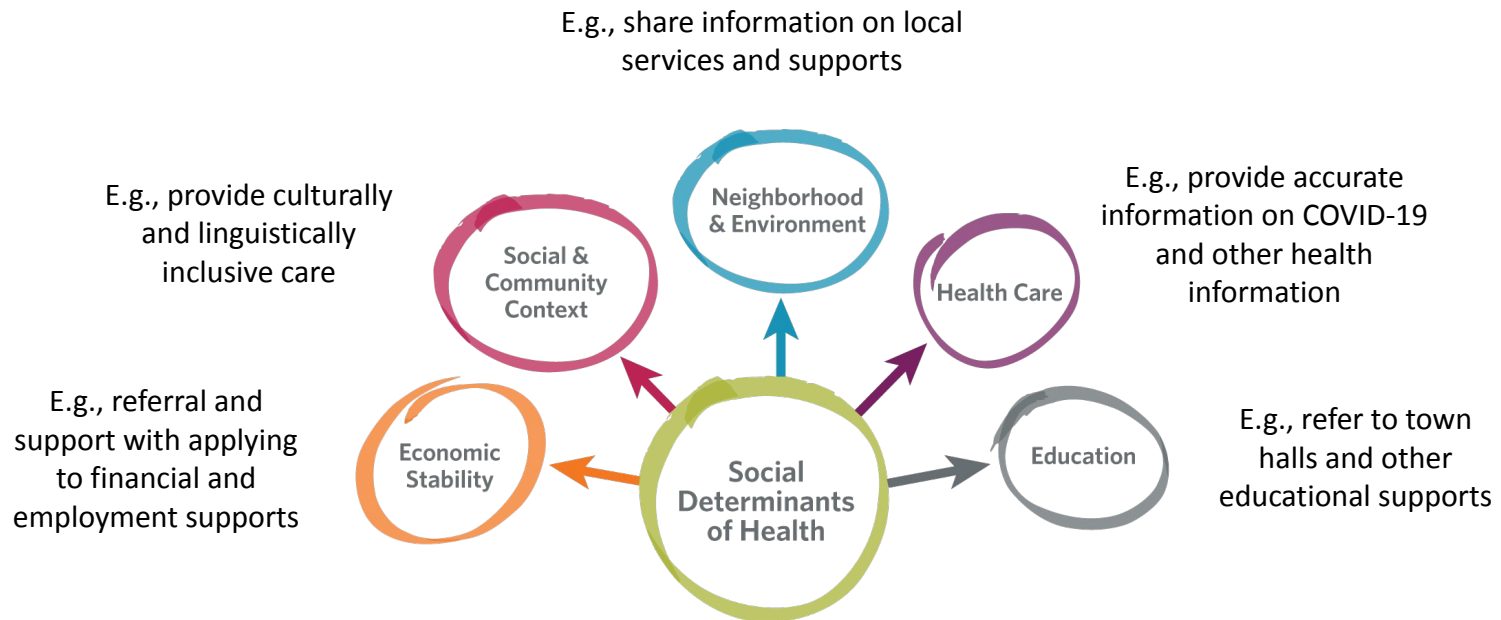 E.g., share information on local
services and supports
E.g., provide culturally
and linguistically
inclusive care
Social &
Community
Context
Neighborhood
& Environment
Health Care
E.g., provide accurate
information on COVID-19
and other health
information
E.g., referral and
support with applying
to financial and
employment supports
Economic
Stability
Social
Determinants
of Health
Education
E.g., refer to town
halls and other
educational supports